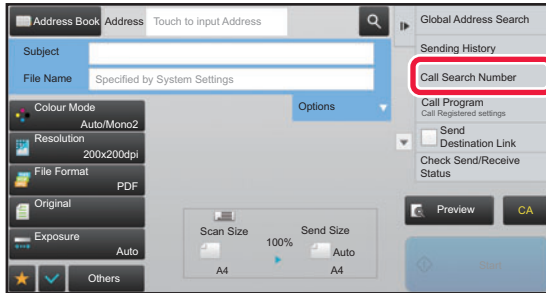 Address Book Address Touch to input Address
Subject
File Name Specified by System Settings
Colour Mode
Auto/Mono2
Resolution
200x200dpi
File Format
PDF
Original
Exposure
Auto
Others
Options
Scan Size
A4
100%
Send Size
Auto
A4
Global Address Search
Sending History
Call Search Number
Call Program
Call Registered settings
Send
Destination Link
Check Send/Receive
Status
Preview
CA
Start